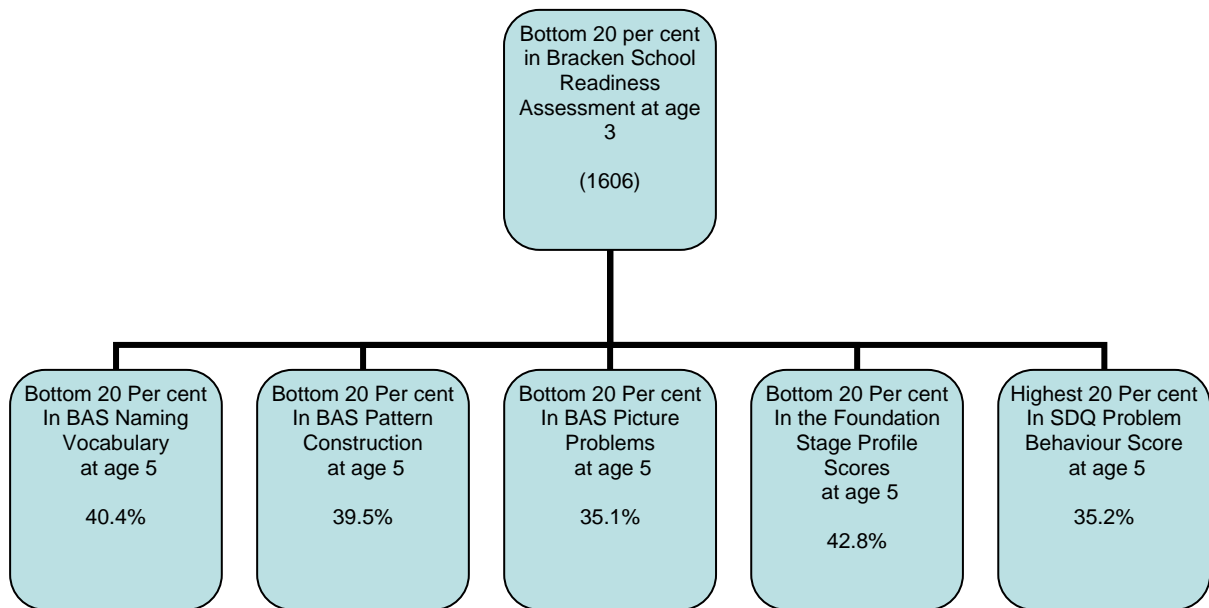 Bottom 20 per cent
in Bracken School
Readiness
Assessment at age
3
(1606)
Bottom 20 Per cent
In BAS Naming
Vocabulary
at age 5
40.4%
Bottom 20 Per cent
In BAS Pattern
Construction
at age 5
39.5%
Bottom 20 Per cent
In BAS Picture
Problems
at age 5
35.1%
Bottom 20 Per cent
In the Foundation
Stage Profile
Scores
at age 5
42.8%
Highest 20 Per cent
In SDQ Problem
Behaviour Score
at age 5
35.2%